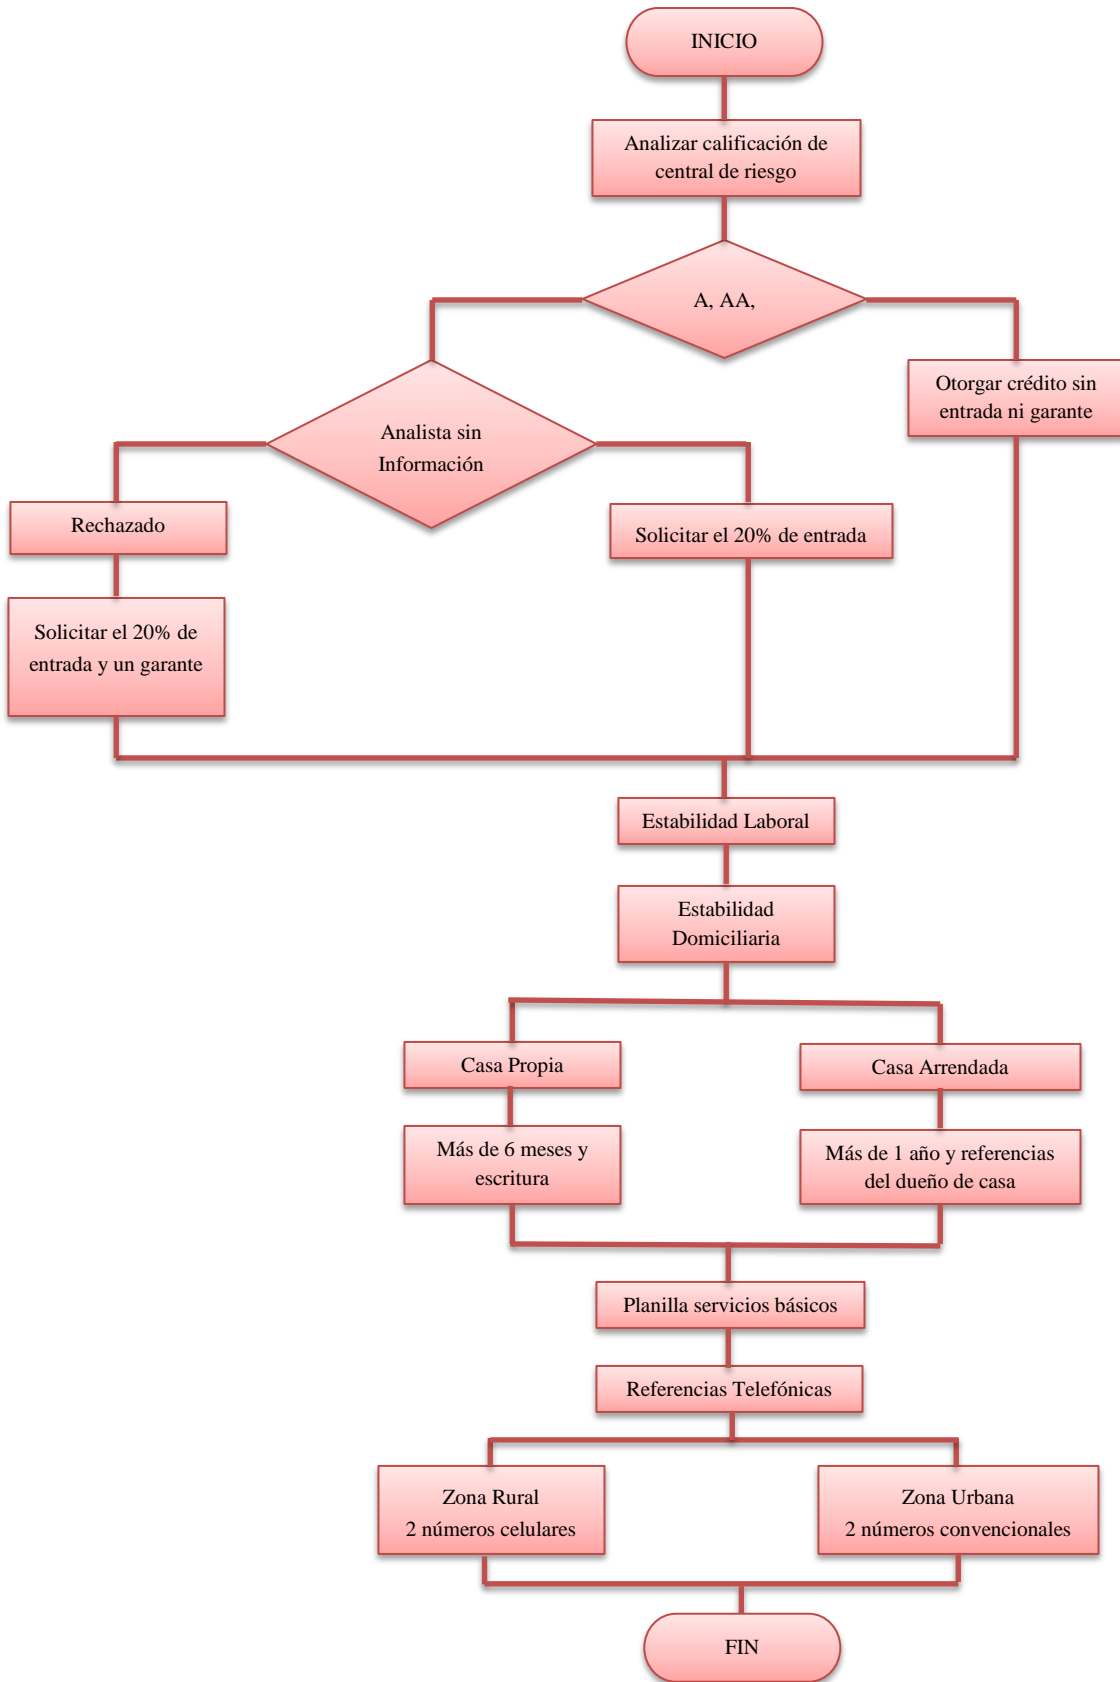 INICIO
Analizar calificación de
central de riesgo
A, AA,
Otorgar crédito sin
entrada ni garante
Analista sin
Información
Rechazado
Solicitar el 20% de entrada
Solicitar el 20% de
entrada y un garante
Estabilidad Laboral
Estabilidad
Domiciliaria
Casa Propia
Casa Arrendada
Más de 6 meses y
escritura
Más de 1 año y referencias
del dueño de casa
Planilla servicios básicos
Referencias Telefónicas
Zona Rural
2 números celulares
Zona Urbana
2 números convencionales
FIN